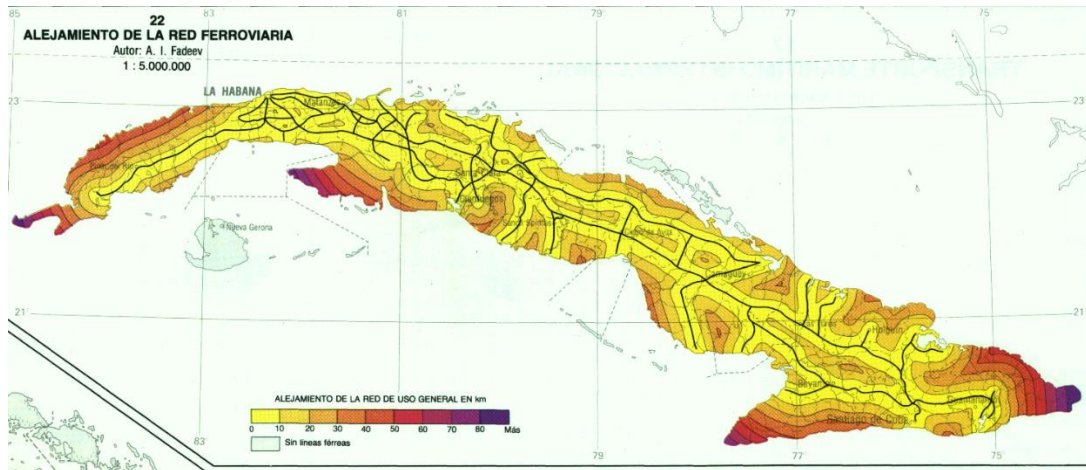 85
83
81
79
77
75
22
ALEJAMIENTO DE LA RED FERROVIARIA
Autor: A. I. Fadeev
1 : 5.000.000
23
LA HABANA
Matanzas
23
Pinar del Río
Santa Clara
Cienfuegos
Nueva Gerona
Sancti Spíritus
Ciego de Avila
Camagüey
21
21
Las Tunas
Holguín
Bayamo
Guantánamo
Santiago de Cuba
ALEJAMIENTO DE LA RED DE USO GENERAL EN km
0 10 20 30 40 50 60 70 80 Más
Sin líneas férreas
83
79
77
75